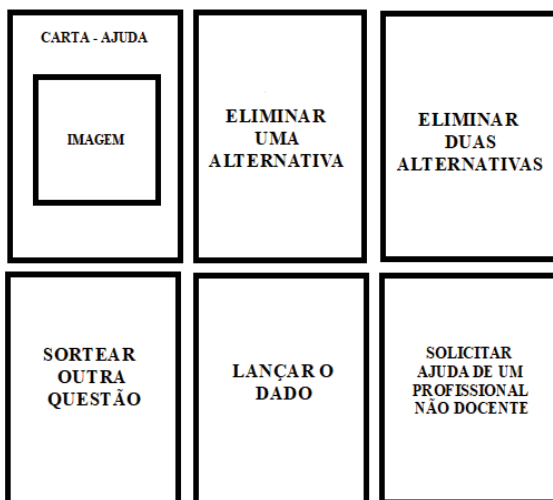 CARTA - AJUDA
IMAGEM
ELIMINAR
UMA
ALTERNATIVA
ELIMINAR
DUAS
ALTERNATIVAS
SORTEAR
OUTRA
QUESTÃO
LANÇAR O
DADO
SOLICITAR
AJUDA DE UM
PROFISSIONAL
NÃO DOCENTE